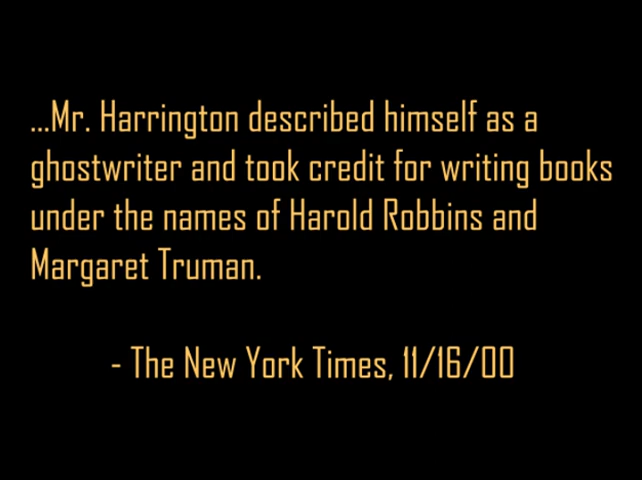 ...Mr. Harrington described himself as a
ghostwriter and took credit for writing books
under the names of Harold Robbins and
Margaret Truman.
- The New York Times, 11/16/00